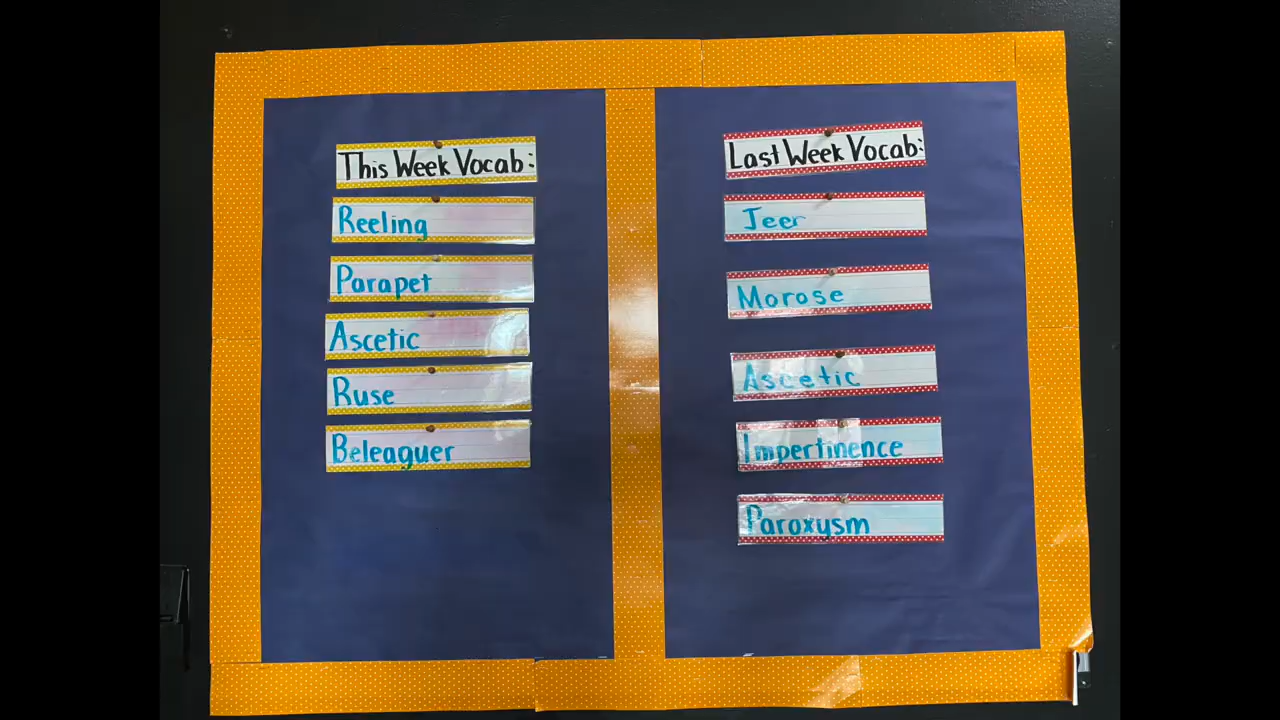 This Week Vocab:
Reeling
Parapet
Ascetic
Ruse
Beleaguer
Last Week Vocab:
Jeer
Morose
Ascetic
Impertinence
Paroxysm